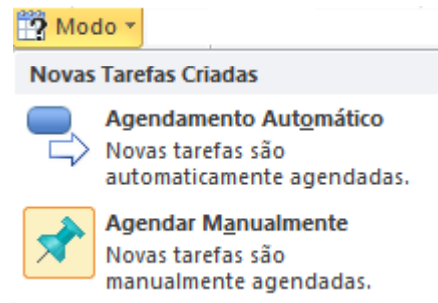 Modo
Novas Tarefas Criadas
Agendamento Automático
Novas tarefas são
automaticamente agendadas.
Agendar Manualmente
Novas tarefas são
manualmente agendadas.